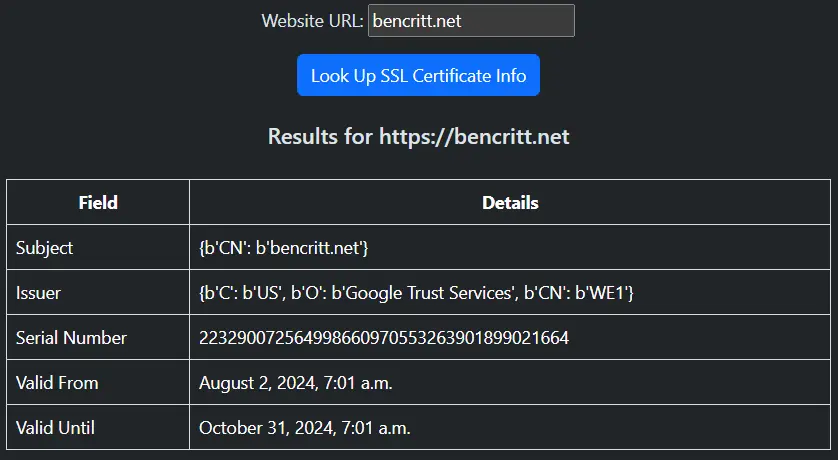 Website URL: bencritt.net
Look Up SSL Certificate Info
Results for https://bencritt.net
Field Details
Subject {b'CN': b'bencritt.net'}
Issuer {b'C': b'US', b'O': b'Google Trust Services', b'CN': b'WE1'}
Serial Number 223290072564998660970553263901899021664
Valid From August 2, 2024, 7:01 a.m.
Valid Until October 31, 2024, 7:01 a.m.